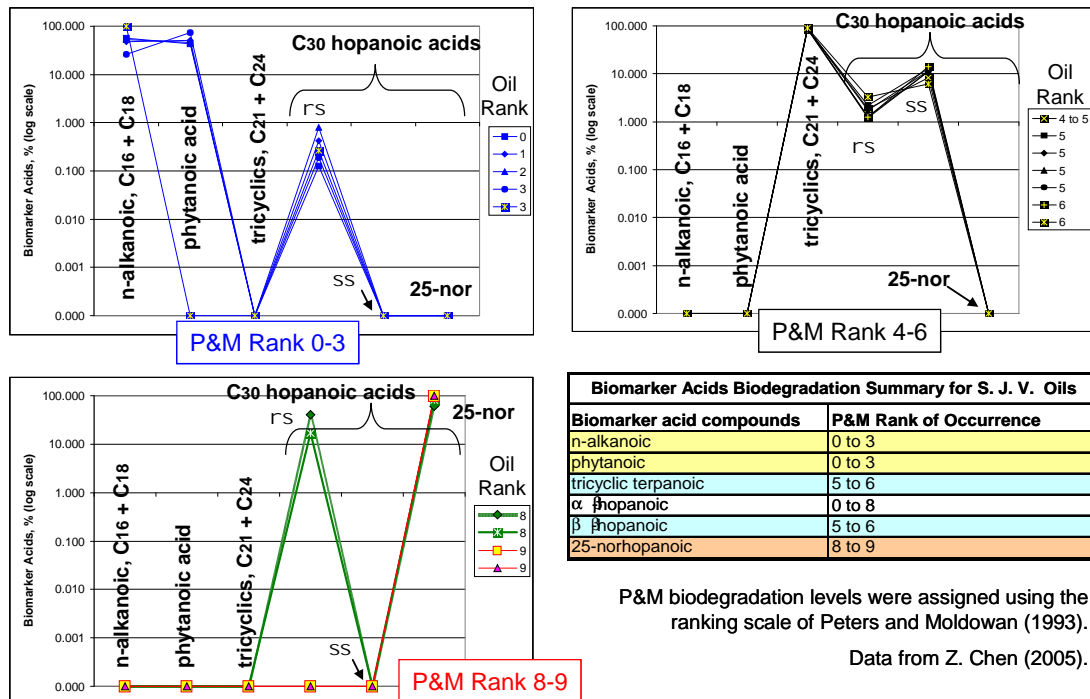 100.000
10.000
1.000
0.100
0.010
0.001
0.000
Biomarker Acids, % (log scale)
n-alkanoic, C16 + C18
phytanoic acid
tricyclics, C21 + C24
C30 hopanoic acids
rs
ss
25-nor
Oil
Rank
0
1
2
3
3
P&M Rank 0-3
100.000
10.000
1.000
0.100
0.010
0.001
0.000
Biomarker Acids, % (log scale)
n-alkanoic, C16 + C18
phytanoic acid
tricyclics, C21 + C24
C30 hopanoic acids
rs
ss
25-nor
Oil
Rank
4 to 5
5
5
5
5
6
6
P&M Rank 4-6
100.000
10.000
1.000
0.100
0.010
0.001
0.000
Biomarker Acids, % (log scale)
n-alkanoic, C16 + C18
phytanoic acid
tricyclics, C21 + C24
C30 hopanoic acids
rs
ss
25-nor
Oil
Rank
8
8
9
9
P&M Rank 8-9
Biomarker Acids Biodegradation Summary for S. J. V. Oils
Biomarker acid compounds P&M Rank of Occurrence
n-alkanoic 0 to 3
phytanoic 0 to 3
tricyclic terpanoic 5 to 6
α βhopanoic 0 to 8
β βhopanoic 5 to 6
25-norhopanoic 8 to 9
P&M biodegradation levels were assigned using the
ranking scale of Peters and Moldowan (1993).
Data from Z. Chen (2005).